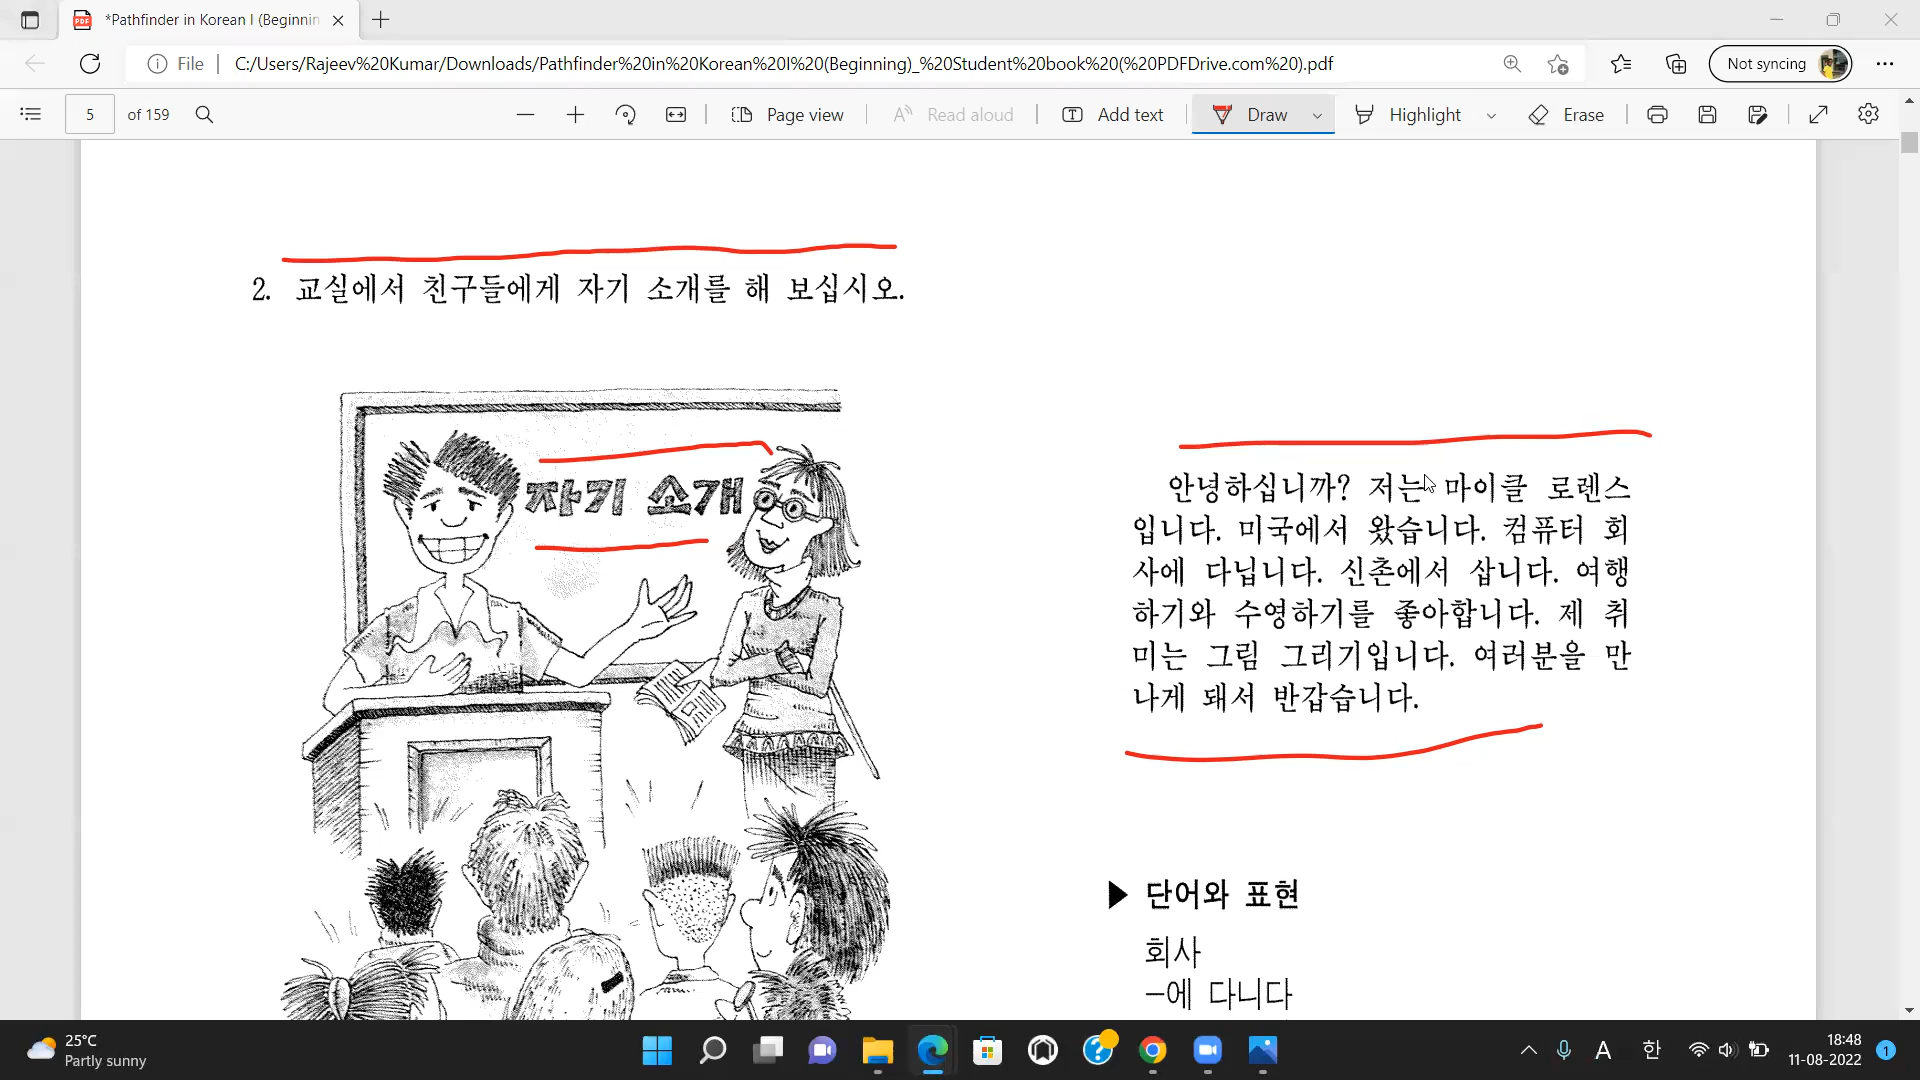 *Pathfinder in Korean I (Beginnin
File
C:/Users/Rajeev%20Kumar/Downloads/Pathfinder%20in%20Korean%20I%20(Beginning)_%20Student%20book%20(%20PDFDrive.com%20).pdf
Not syncing
5 of 159
Page view
Read aloud
Add text
Draw
Highlight
Erase
2. 교실에서 친구들에게 자기 소개를 해 보십시오.
자기 소개
안녕하십니까? 저는 마이클 로렌스
입니다. 미국에서 왔습니다. 컴퓨터 회
사에 다닙니다. 신촌에서 삽니다. 여행
하기와 수영하기를 좋아합니다. 제 취
미는 그림 그리기입니다. 여러분을 만
나게 돼서 반갑습니다.
▶ 단어와 표현
회사
-에 다니다
25°C
Partly sunny
A
한
18:48
11-08-2022
1